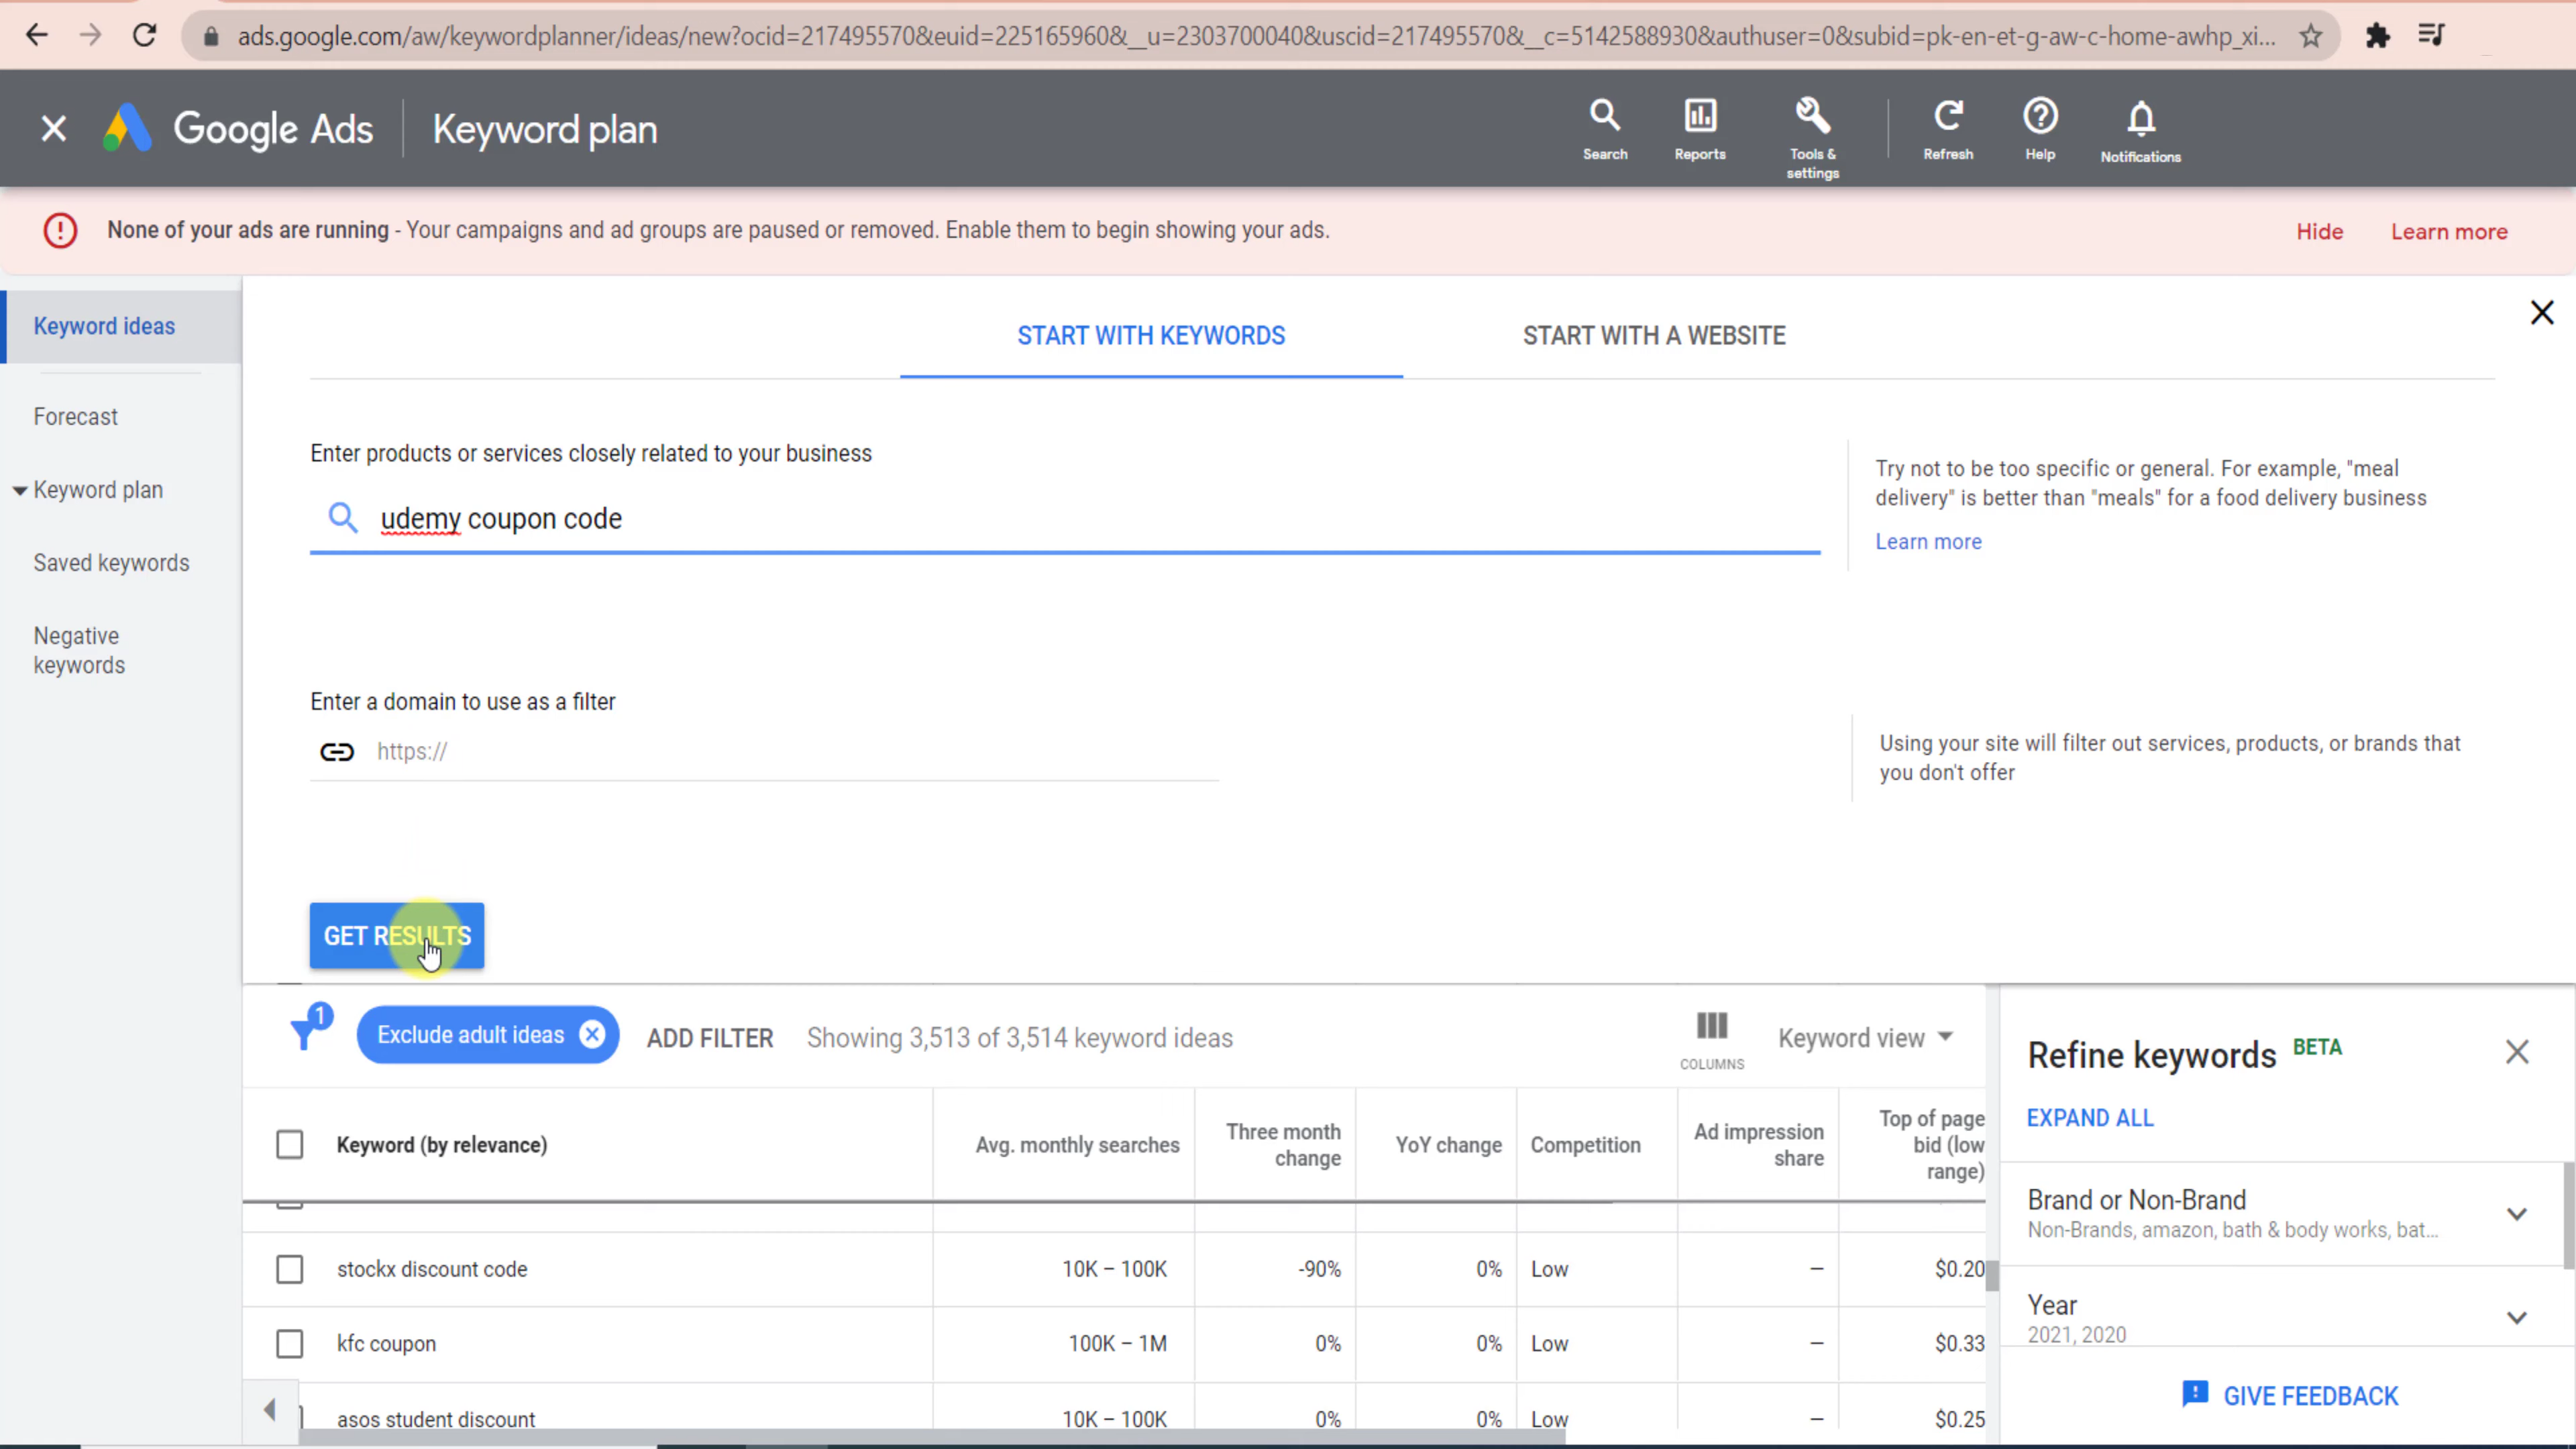 ads.google.com/aw/keywordplanner/ideas/new?ocid=217495570&euid=225165960&__u=2303700040&uscid=217495570&__c=5142588930&authuser=0&subid=pk-en-et-g-aw-c-home-awhp_xi...
Google Ads
Keyword plan
Search
Reports
Tools &
settings
Refresh
Help
Notifications
None of your ads are running - Your campaigns and ad groups are paused or removed. Enable them to begin showing your ads.
Hide
Learn more
Keyword ideas
Forecast
Keyword plan
Saved keywords
Negative
keywords
START WITH KEYWORDS
START WITH A WEBSITE
Enter products or services closely related to your business
udemy coupon code
Try not to be too specific or general. For example, "meal
delivery" is better than "meals" for a food delivery business
Learn more
Enter a domain to use as a filter
https://
Using your site will filter out services, products, or brands that
you don't offer
GET RESULTS
1
Exclude adult ideas
ADD FILTER
Showing 3,513 of 3,514 keyword ideas
COLUMNS
Keyword view
Keyword (by relevance)
Avg. monthly searches
Three month
change
YoY change
Competition
Ad impression
share
Top of page
bid (low
range)
stockx discount code 10K – 100K -90% 0% Low – $0.20
kfc coupon 100K – 1M 0% 0% Low – $0.33
asos student discount 10K – 100K 0% 0% Low – $0.25
Refine keywords BETA
EXPAND ALL
Brand or Non-Brand
Non-Brands, amazon, bath & body works, bat...
Year
2021, 2020
GIVE FEEDBACK